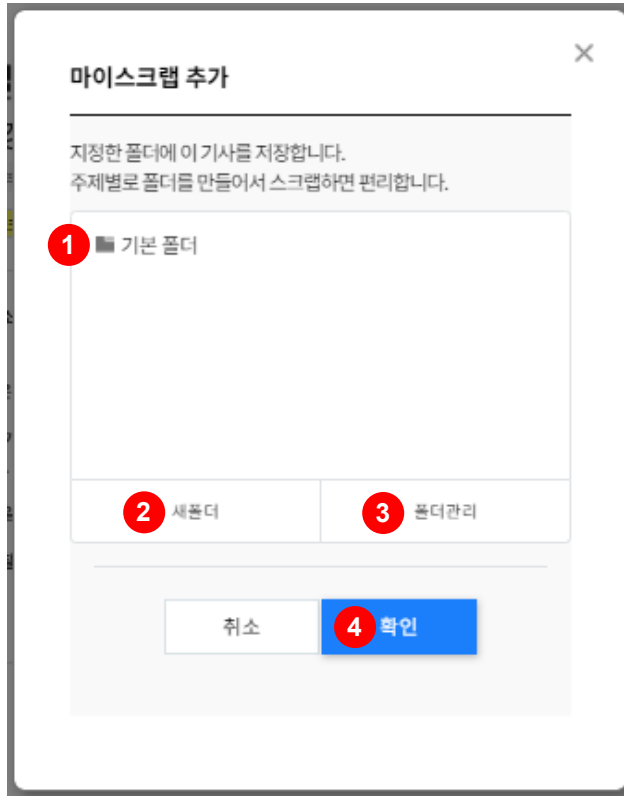 마이스크랩 추가
지정한 폴더에 이 기사를 저장합니다.
주제별로 폴더를 만들어서 스크랩하면 편리합니다.
1 기본 폴더
2 새폴더 3 폴더관리
취소 4 확인